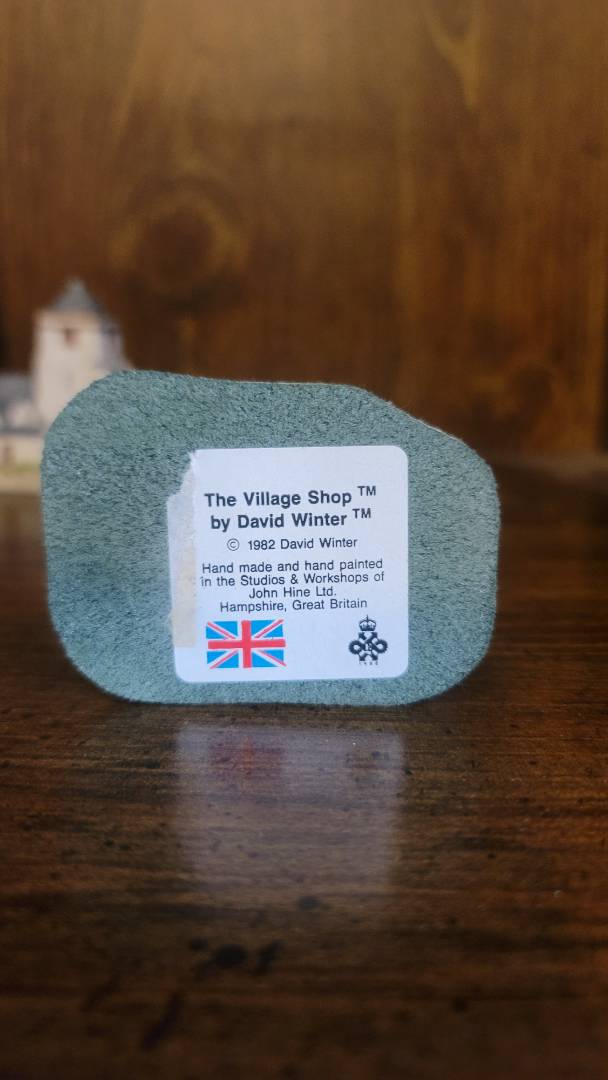 The Village Shop ™
by David Winter ™
© 1982 David Winter
Hand made and hand painted
in the Studios & Workshops of
John Hine Ltd.
Hampshire, Great Britain